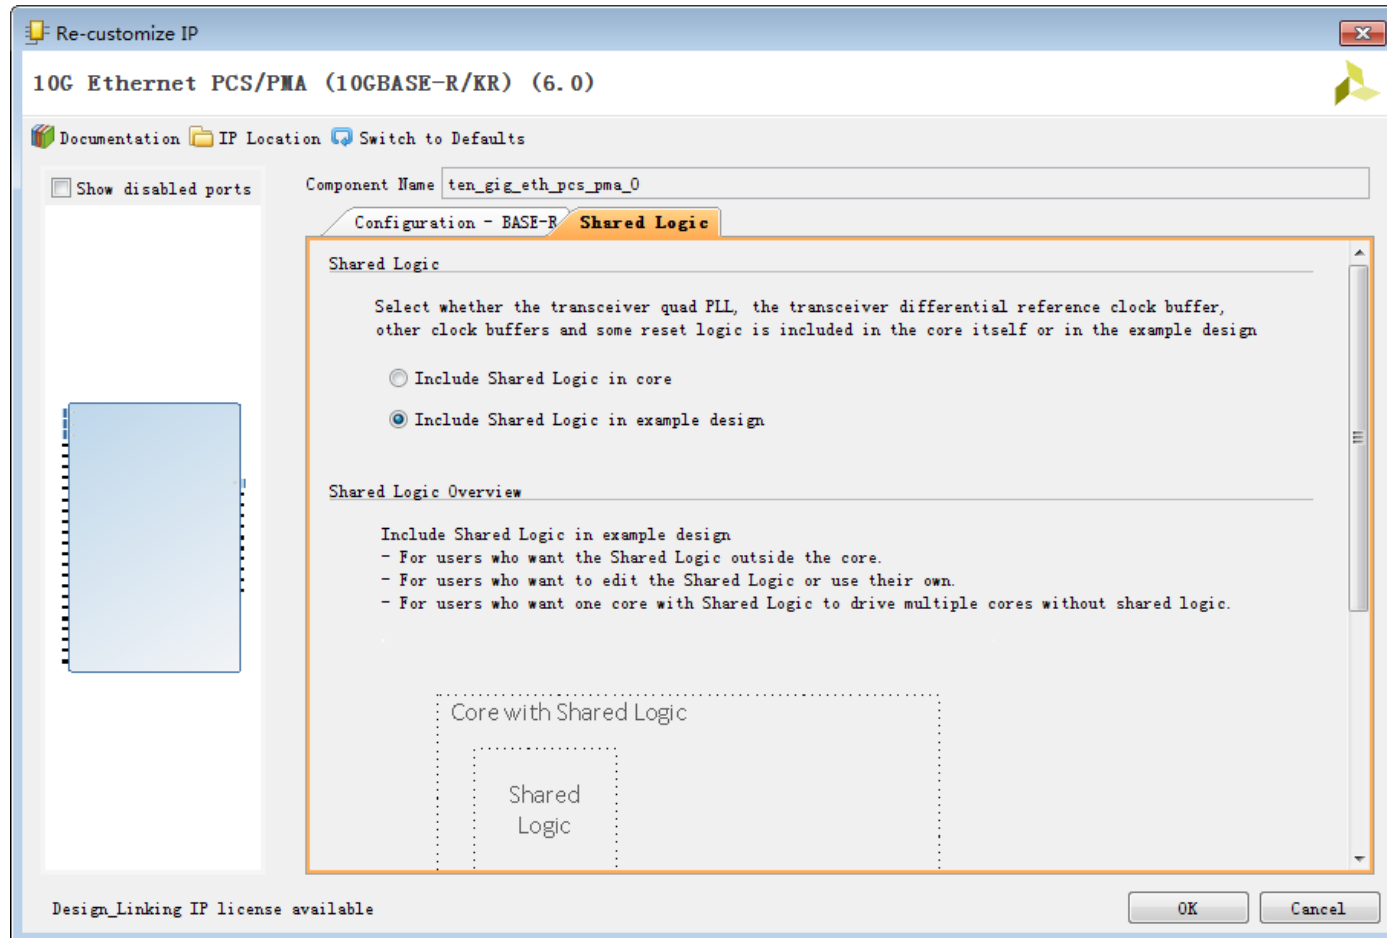 Re-customize IP
10G Ethernet PCS/PMA (10GBASE-R/KR) (6.0)
Documentation IP Location Switch to Defaults
Show disabled ports
Component Name ten_gig_eth_pcs_pma_0
Configuration - BASE-R Shared Logic
Shared Logic
Select whether the transceiver quad PLL, the transceiver differential reference clock buffer,
other clock buffers and some reset logic is included in the core itself or in the example design
Include Shared Logic in core
Include Shared Logic in example design
Shared Logic Overview
Include Shared Logic in example design
- For users who want the Shared Logic outside the core.
- For users who want to edit the Shared Logic or use their own.
- For users who want one core with Shared Logic to drive multiple cores without shared logic.
Core with Shared Logic
Shared
Logic
Design_Linking IP license available
OK Cancel